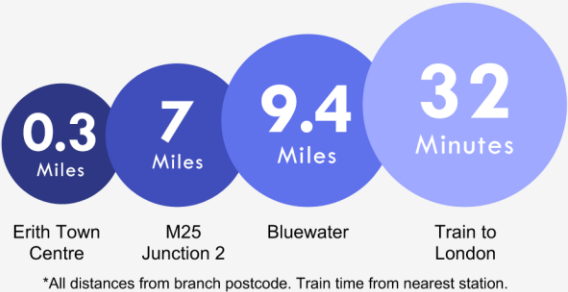 0.3
Miles
7
Miles
9.4
Miles
32
Minutes
Erith Town
Centre
M25
Junction 2
Bluewater
Train to
London
*All distances from branch postcode. Train time from nearest station.